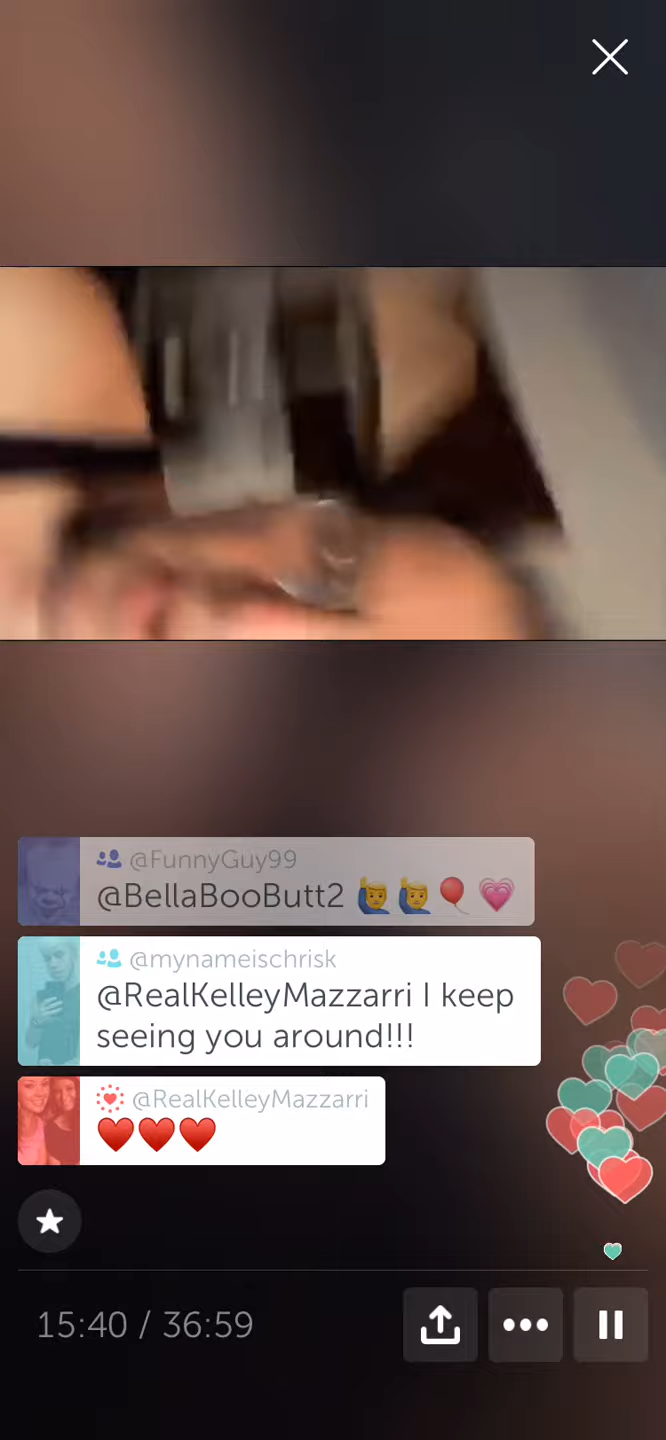 @FunnyGuy99
@BellaBooButt2 🙋‍♂️🙋‍♂️🎈💗
@mynameischrisk
@RealKelleyMazzarri I keep
seeing you around!!!
@RealKelleyMazzarri
♥️♥️♥️
15:40 / 36:59